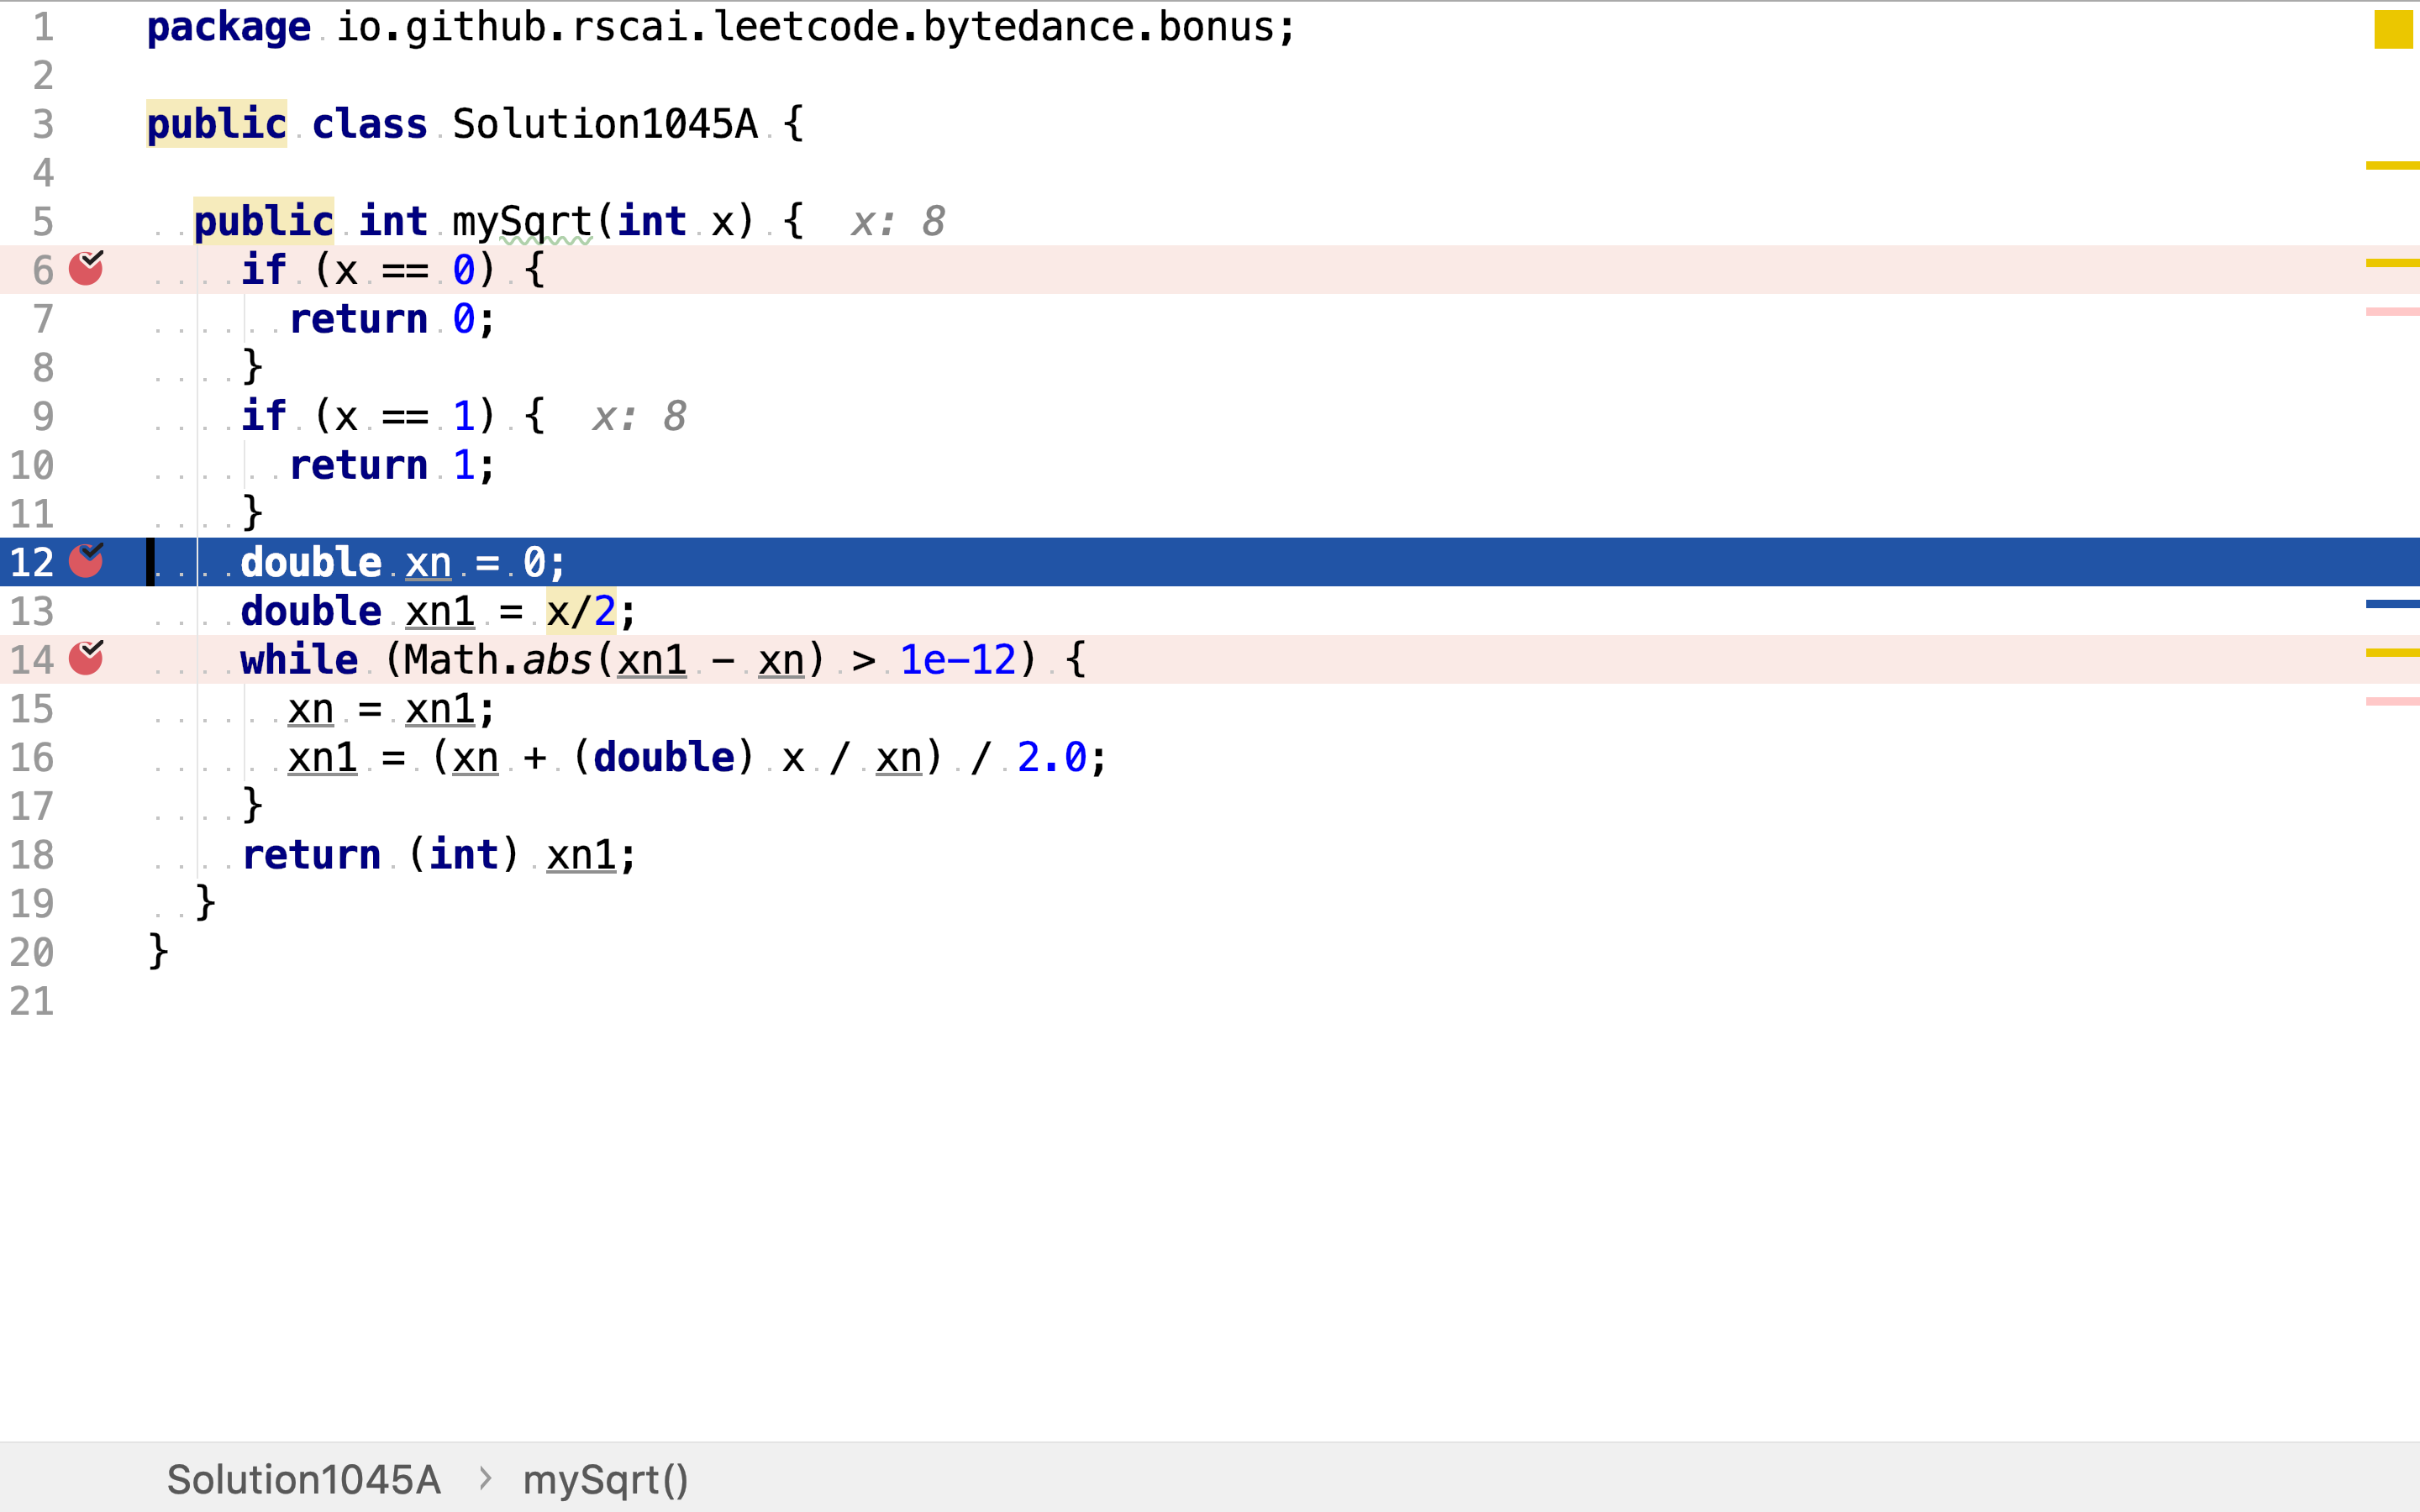 1 package io.github.rscai.leetcode.bytedance.bonus;
2
3 public class Solution1045A {
4
5 public int mySqrt(int x) { x: 8
6 if (x == 0) {
7 return 0;
8 }
9 if (x == 1) { x: 8
10 return 1;
11 }
12 double xn = 0;
13 double xn1 = x/2;
14 while (Math.abs(xn1 - xn) > 1e-12) {
15 xn = xn1;
16 xn1 = (xn + (double) x / xn) / 2.0;
17 }
18 return (int) xn1;
19 }
20 }
21
Solution1045A > mySqrt()